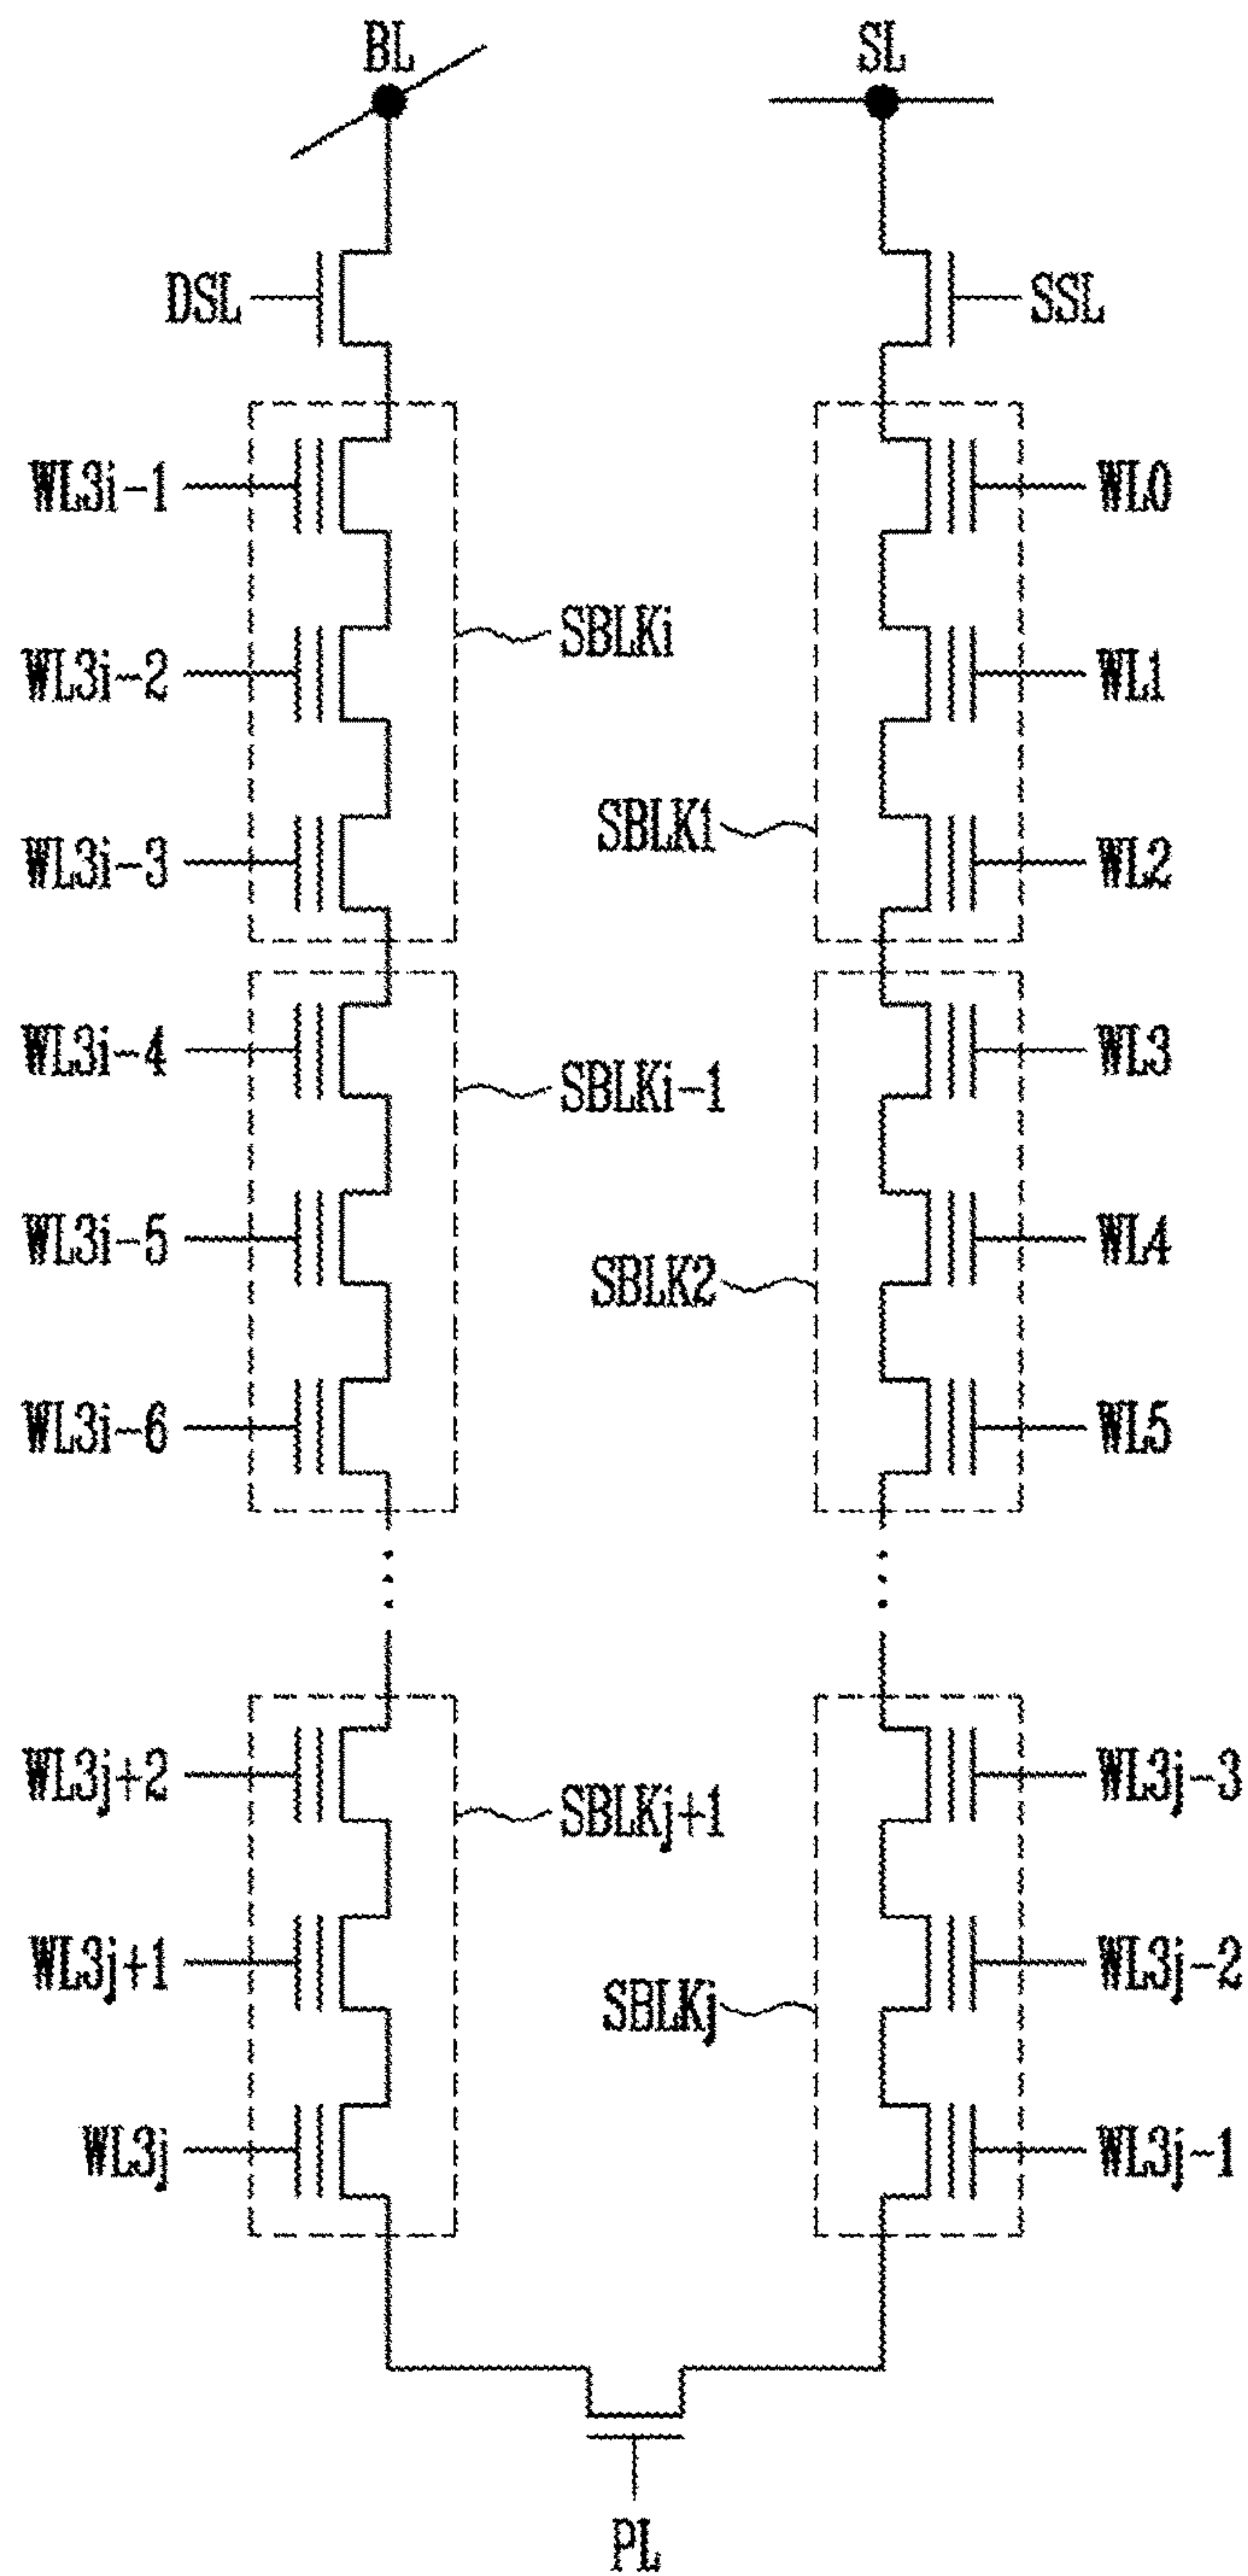 BL
SL
DSL
SSL
WL3i-1
WL0
SBLKi
WL3i-2
WL1
SBLK1
WL3i-3
WL2
WL3i-4
WL3
SBLKi-1
WL3i-5
WL4
SBLK2
WL3i-6
WL5
WL3j+2
WL3j-3
SBLKj+1
WL3j+1
WL3j-2
SBLKj
WL3j
WL3j-1
PL